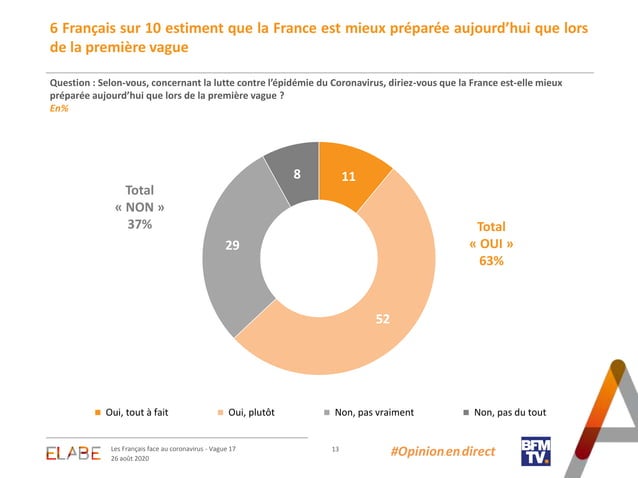 6 Français sur 10 estiment que la France est mieux préparée aujourd’hui que lors
de la première vague
Question : Selon-vous, concernant la lutte contre l’épidémie du Coronavirus, diriez-vous que la France est-elle mieux
préparée aujourd’hui que lors de la première vague ?
En%
8
11
Total
« NON »
37%
Total
« OUI »
63%
29
52
Oui, tout à fait
Oui, plutôt
Non, pas vraiment
Non, pas du tout
ELABE
Les Français face au coronavirus - Vague 17
26 août 2020
13
#Opinion en direct
BFM
TV.